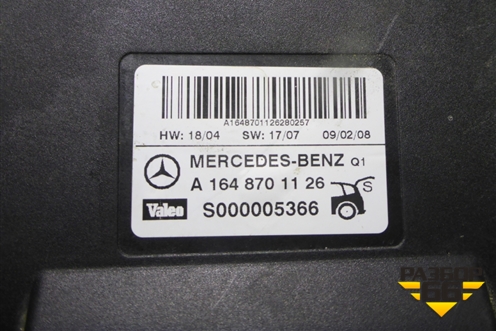 A1648701126280257
HW: 18/04 SW: 17/07 09/02/08
MERCEDES-BENZ Q1
A 164 870 11 26
S
Valeo S000005366
РАЗБОР
66